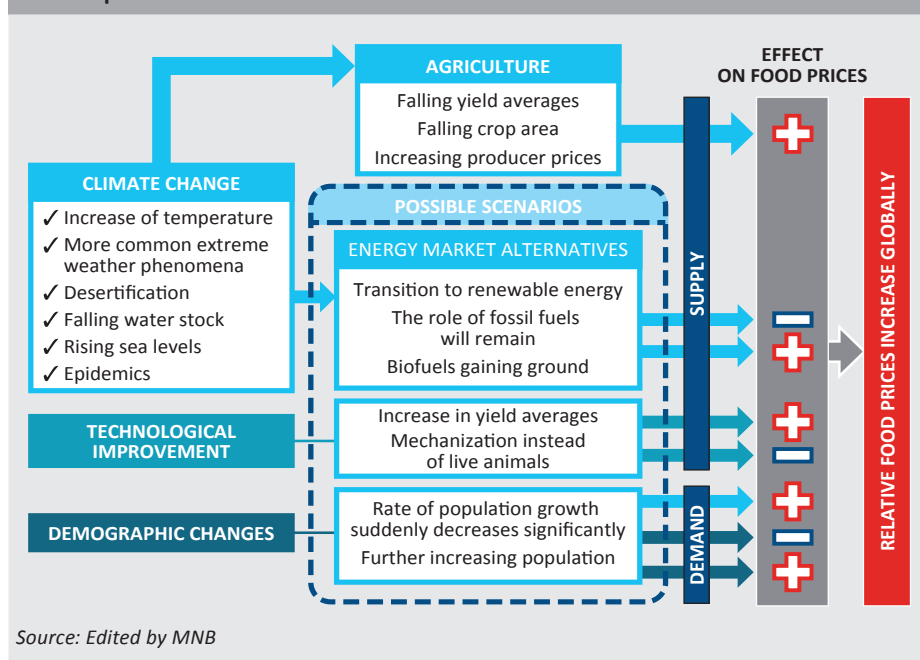 AGRICULTURE
Falling yield averages
Falling crop area
Increasing producer prices
EFFECT
ON FOOD PRICES
CLIMATE CHANGE
✓ Increase of temperature
✓ More common extreme
weather phenomena
✓ Desertification
✓ Falling water stock
✓ Rising sea levels
✓ Epidemics
POSSIBLE SCENARIOS
ENERGY MARKET ALTERNATIVES
Transition to renewable energy
The role of fossil fuels
will remain
Biofuels gaining ground
TECHNOLOGICAL
IMPROVEMENT
Increase in yield averages
Mechanization instead
of live animals
DEMOGRAPHIC CHANGES
Rate of population growth
suddenly decreases significantly
Further increasing population
SUPPLY
DEMAND
RELATIVE FOOD PRICES INCREASE GLOBALLY
Source: Edited by MNB